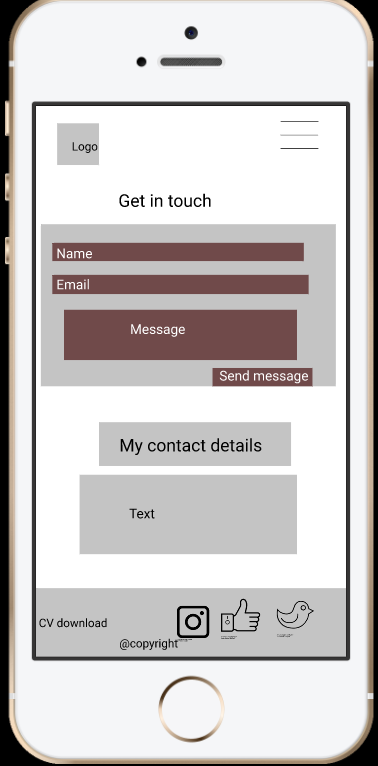 Logo
Get in touch
Name
Email
Message
Send message
My contact details
Text
CV download
@copyright